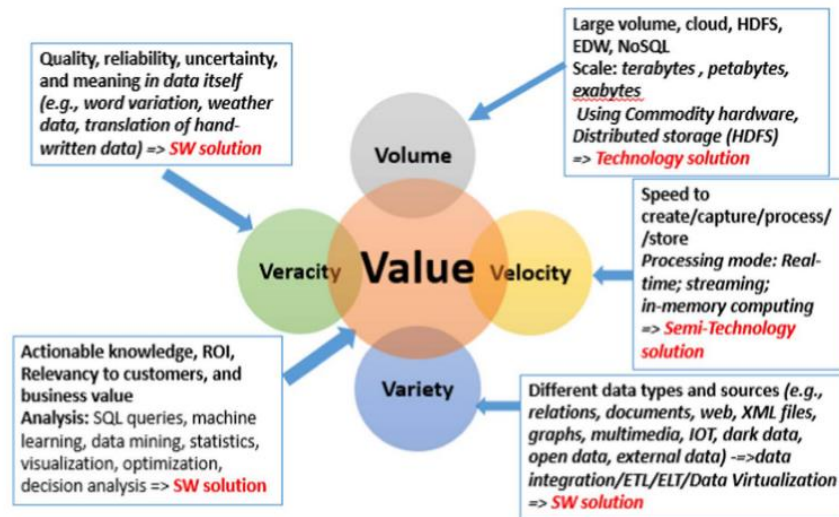 Quality, reliability, uncertainty,
and meaning in data itself
(e.g., word variation, weather
data, translation of hand-
written data) => SW solution
Large volume, cloud, HDFS,
EDW, NoSQL
Scale: terabytes , petabytes,
exabytes
Using Commodity hardware,
Distributed storage (HDFS)
=> Technology solution
Volume
Veracity
Value
Velocity
Variety
Speed to
create/capture/process/
/store
Processing mode: Real-
time; streaming;
in-memory computing
=> Semi-Technology
solution
Actionable knowledge, ROI,
Relevancy to customers, and
business value
Analysis: SQL queries, machine
learning, data mining, statistics,
visualization, optimization,
decision analysis => SW solution
Different data types and sources (e.g.,
relations, documents, web, XML files,
graphs, multimedia, IOT, dark data,
open data, external data) -=>data
integration/ETL/ELT/Data Virtualization
=> SW solution